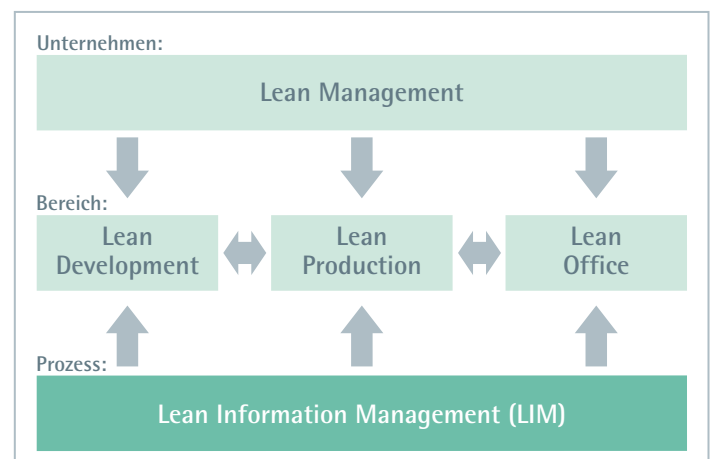 Unternehmen:
Lean Management
Bereich:
Lean
Development
Lean
Production
Lean
Office
Prozess:
Lean Information Management (LIM)